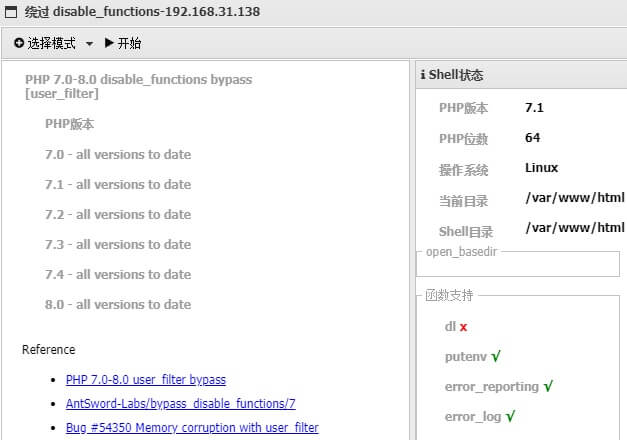 绕过 disable_functions-192.168.31.138
选择模式 开始
PHP 7.0-8.0 disable_functions bypass
[user_filter]
PHP版本
7.0 - all versions to date
7.1 - all versions to date
7.2 - all versions to date
7.3 - all versions to date
7.4 - all versions to date
8.0 - all versions to date
Reference
• PHP 7.0-8.0 user_filter bypass
• AntSword-Labs/bypass_disable_functions/7
• Bug #54350 Memory corruption with user_filter
Shell状态
PHP版本 7.1
PHP位数 64
操作系统 Linux
当前目录 /var/www/html
Shell目录 /var/www/html
open_basedir
函数支持
dl x
putenv √
error_reporting √
error_log √